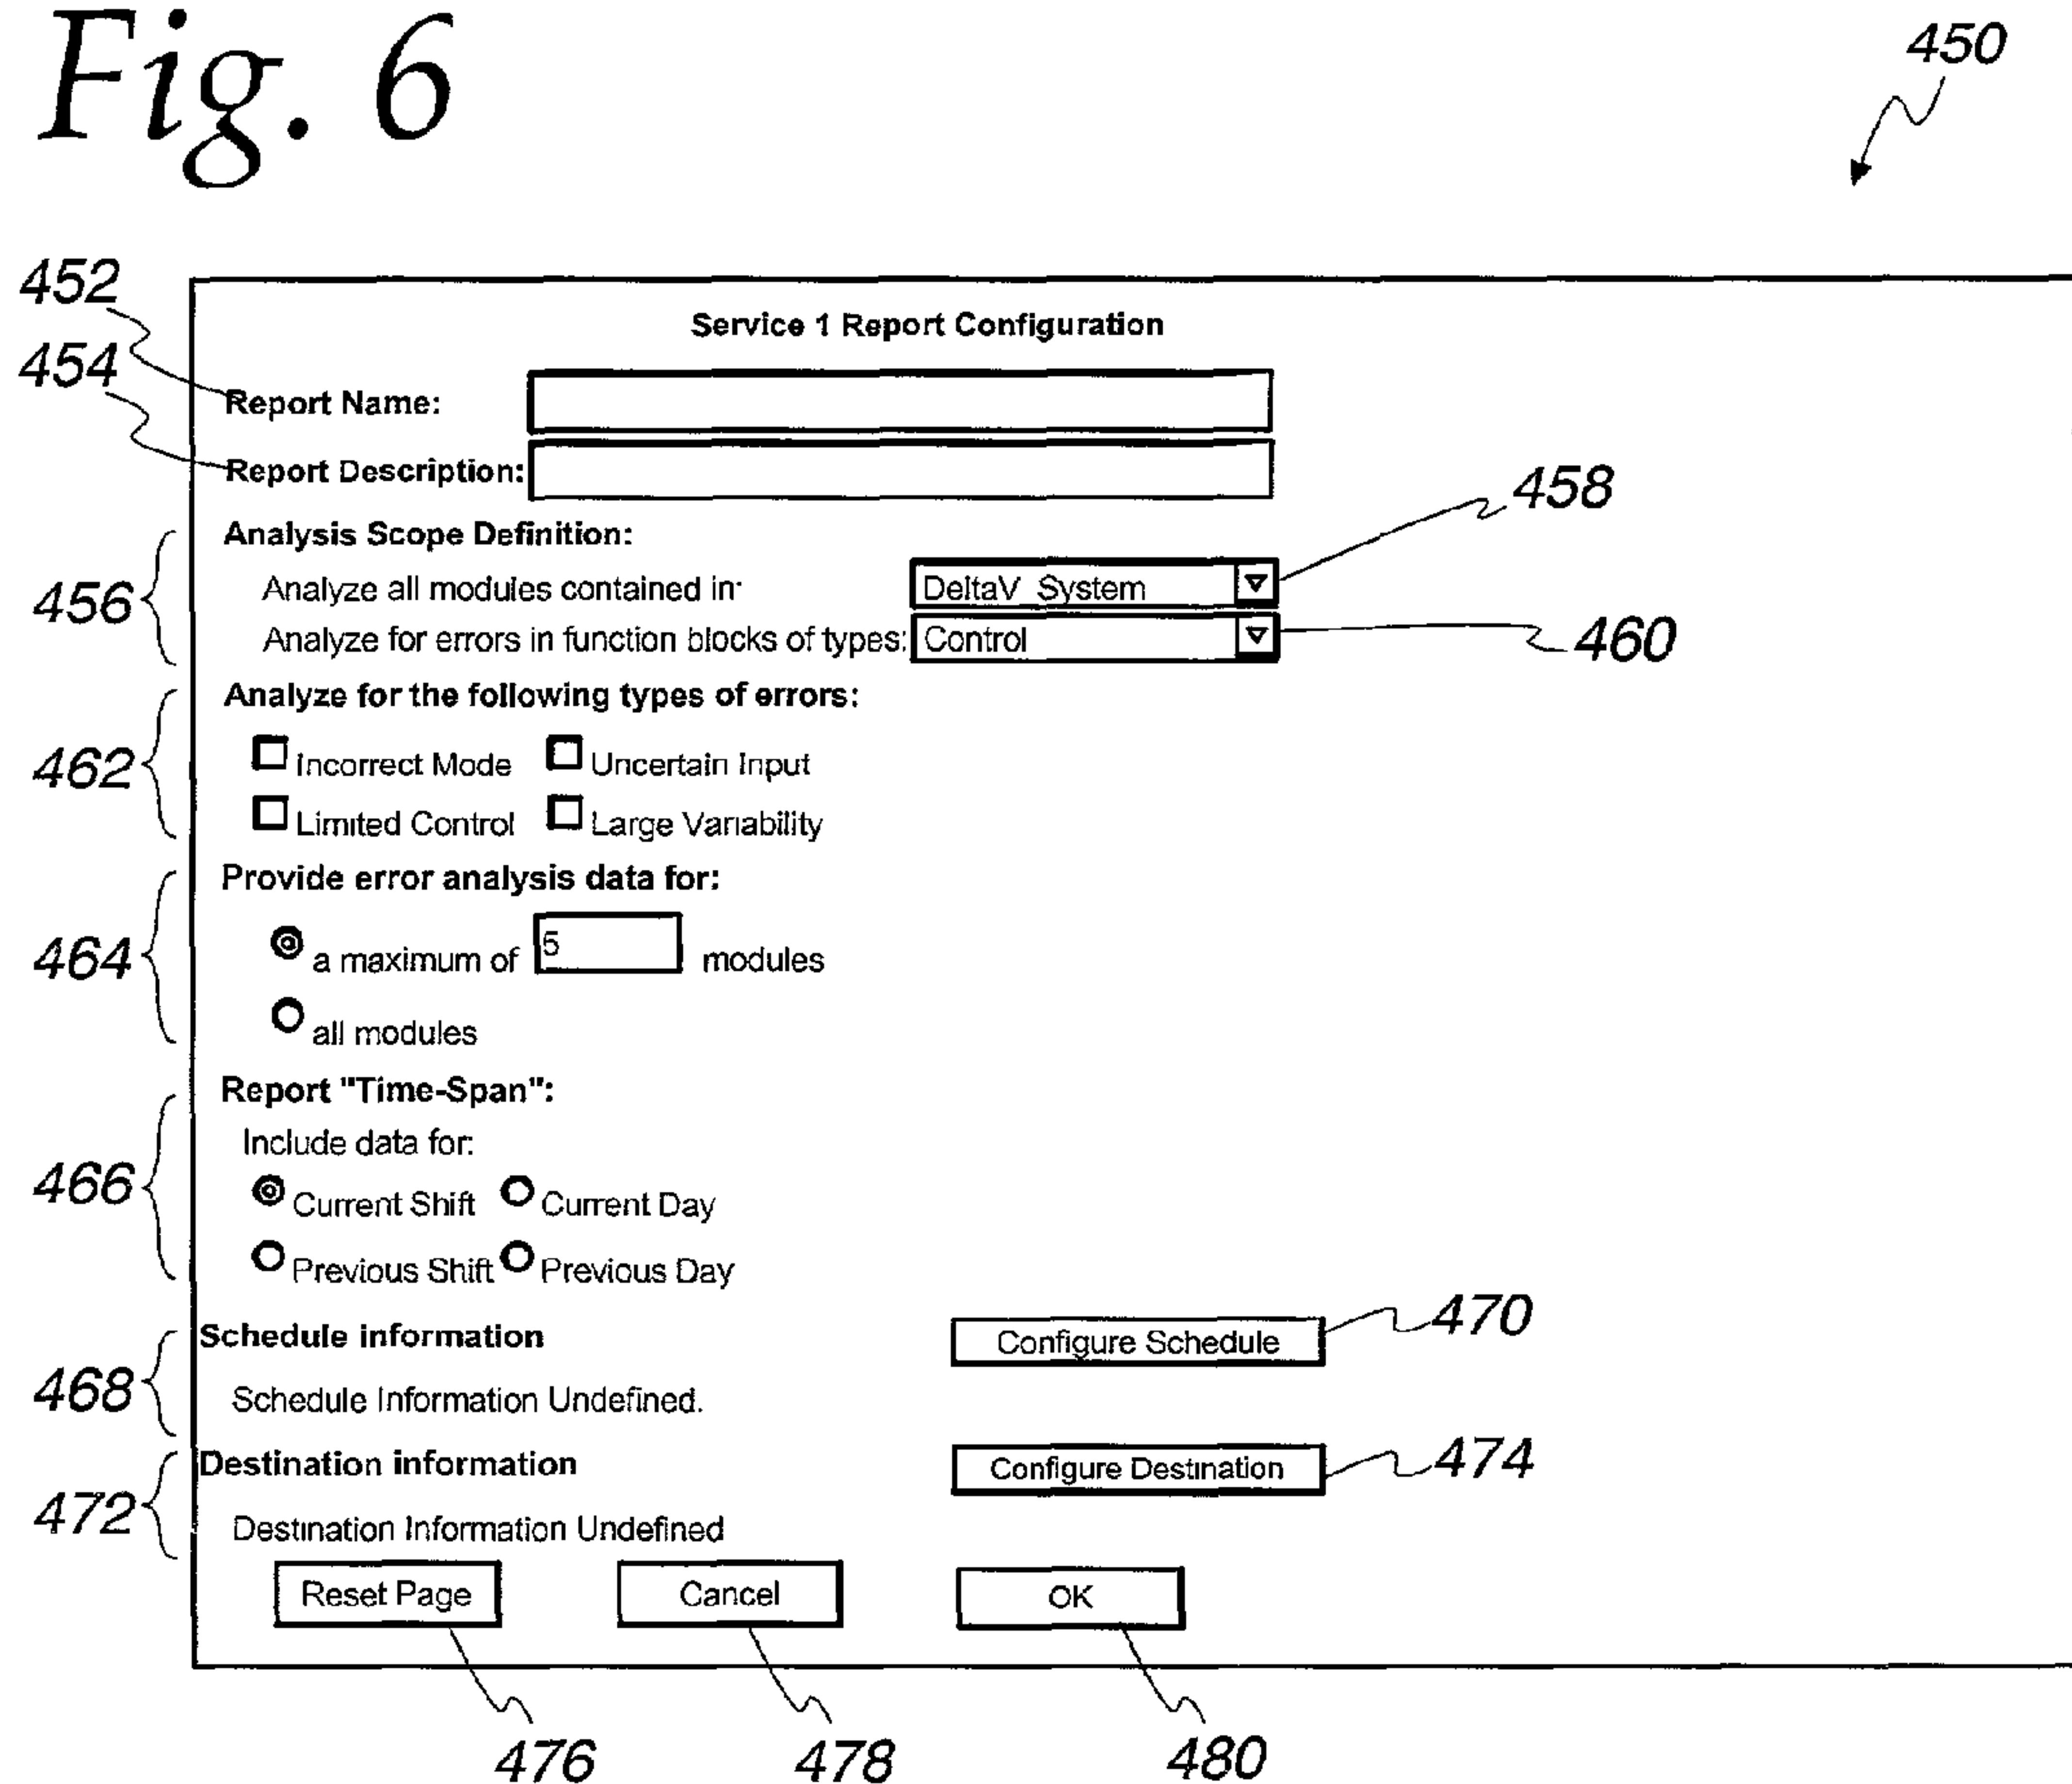 Fig. 6
450
452
Service 1 Report Configuration
454
Report Name:
Report Description:
458
Analysis Scope Definition:
456
Analyze all modules contained in:
DeltaV_System
Analyze for errors in function blocks of types:
Control
460
Analyze for the following types of errors:
462
Incorrect Mode
Uncertain Input
Limited Control
Large Variability
Provide error analysis data for:
464
a maximum of 5 modules
all modules
Report "Time-Span":
466
Include data for:
Current Shift
Current Day
Previous Shift
Previous Day
Schedule information
Configure Schedule
470
468
Schedule Information Undefined.
Destination information
Configure Destination
474
472
Destination Information Undefined
Reset Page
Cancel
OK
476
478
480